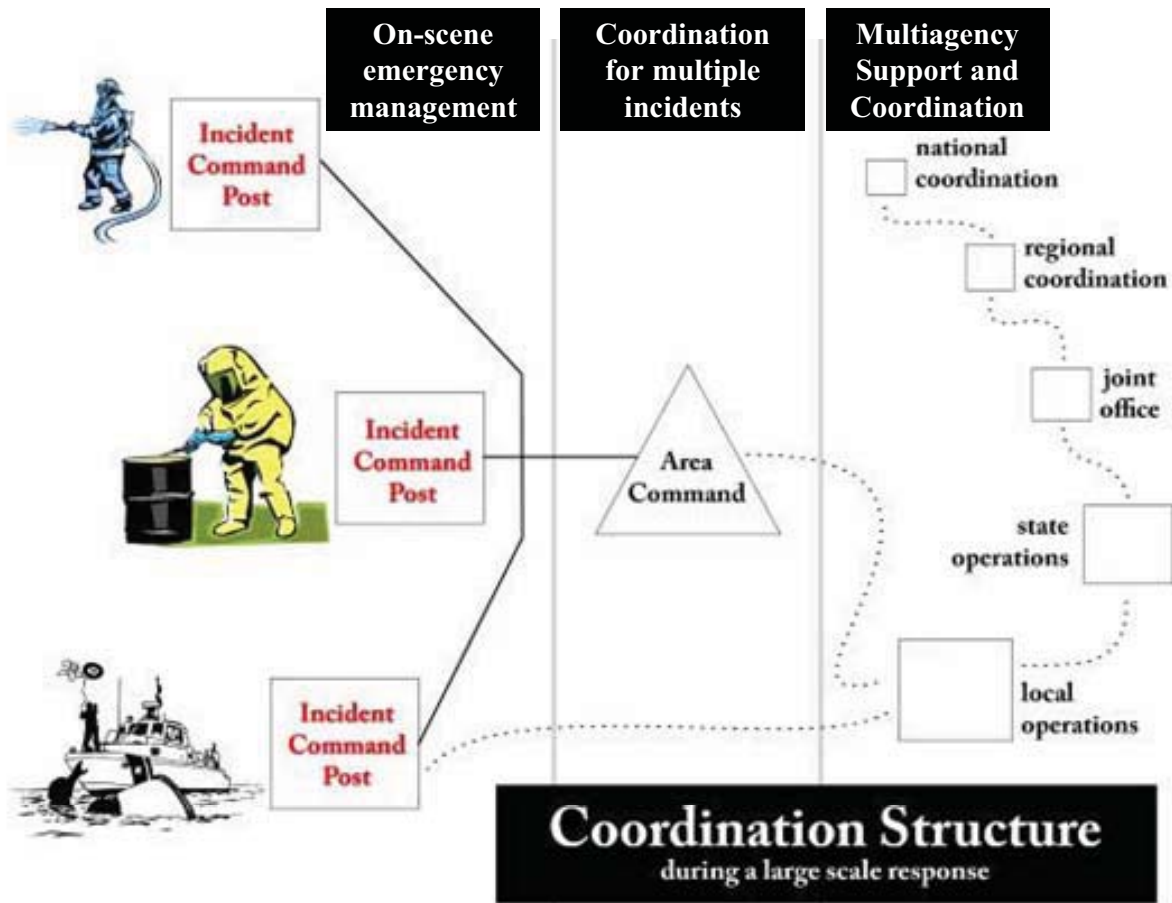 On-scene
emergency
management
Coordination
for multiple
incidents
Multiagency
Support and
Coordination
Incident
Command
Post
Incident
Command
Post
Incident
Command
Post
Area
Command
national
coordination
regional
coordination
joint
office
state
operations
local
operations
Coordination Structure
during a large scale response